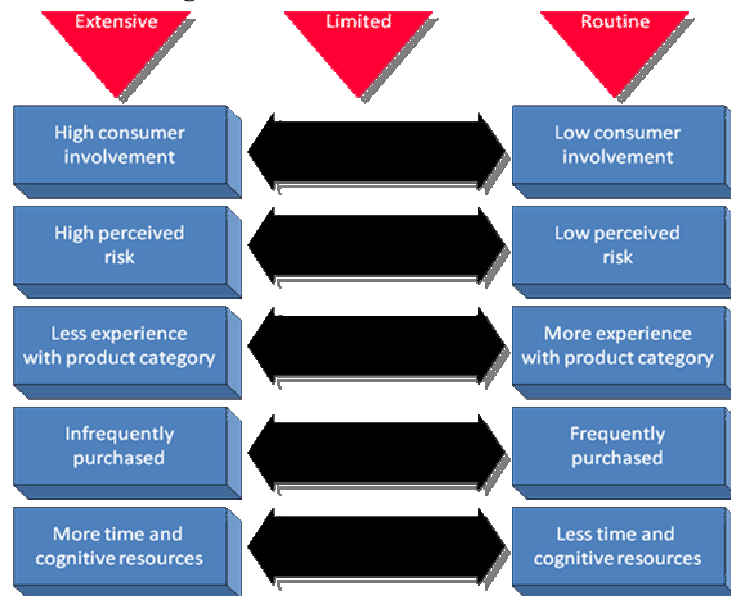 Extensive
Limited
Routine
High consumer
involvement
Low consumer
involvement
High perceived
risk
Low perceived
risk
Less experience
with product category
More experience
with product category
Infrequently
purchased
Frequently
purchased
More time and
cognitive resources
Less time and
cognitive resources